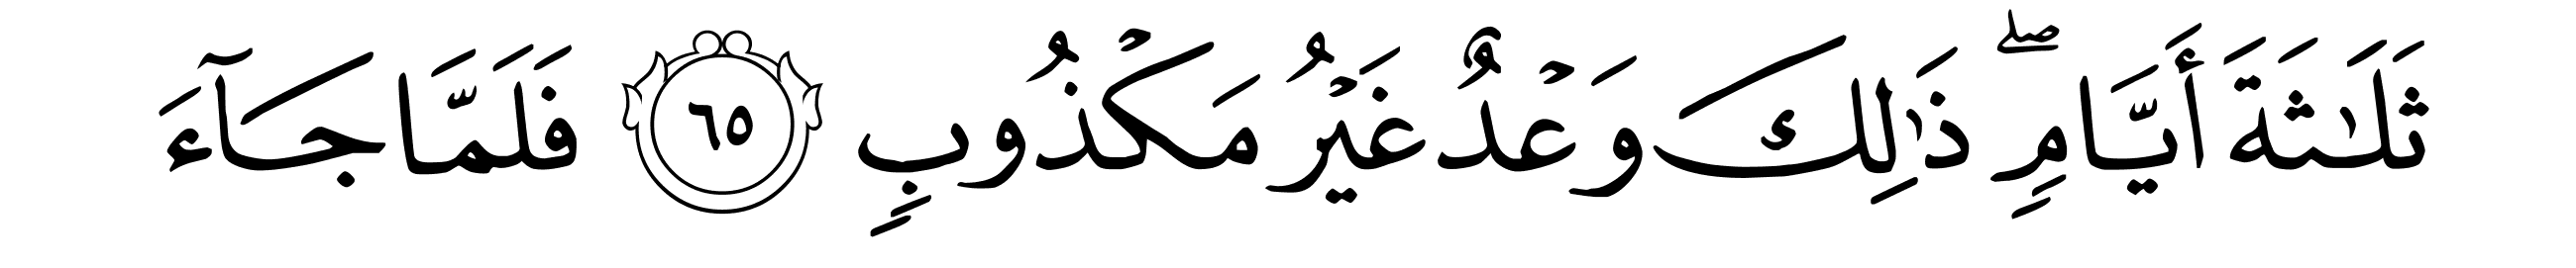 ثَلَٰثَةَ أَيَّامٍۖ ذَٰلِكَ وَعۡدٌ غَيۡرُ مَكۡذُوبٖ ٦٥ فَلَمَّا جَآءَ